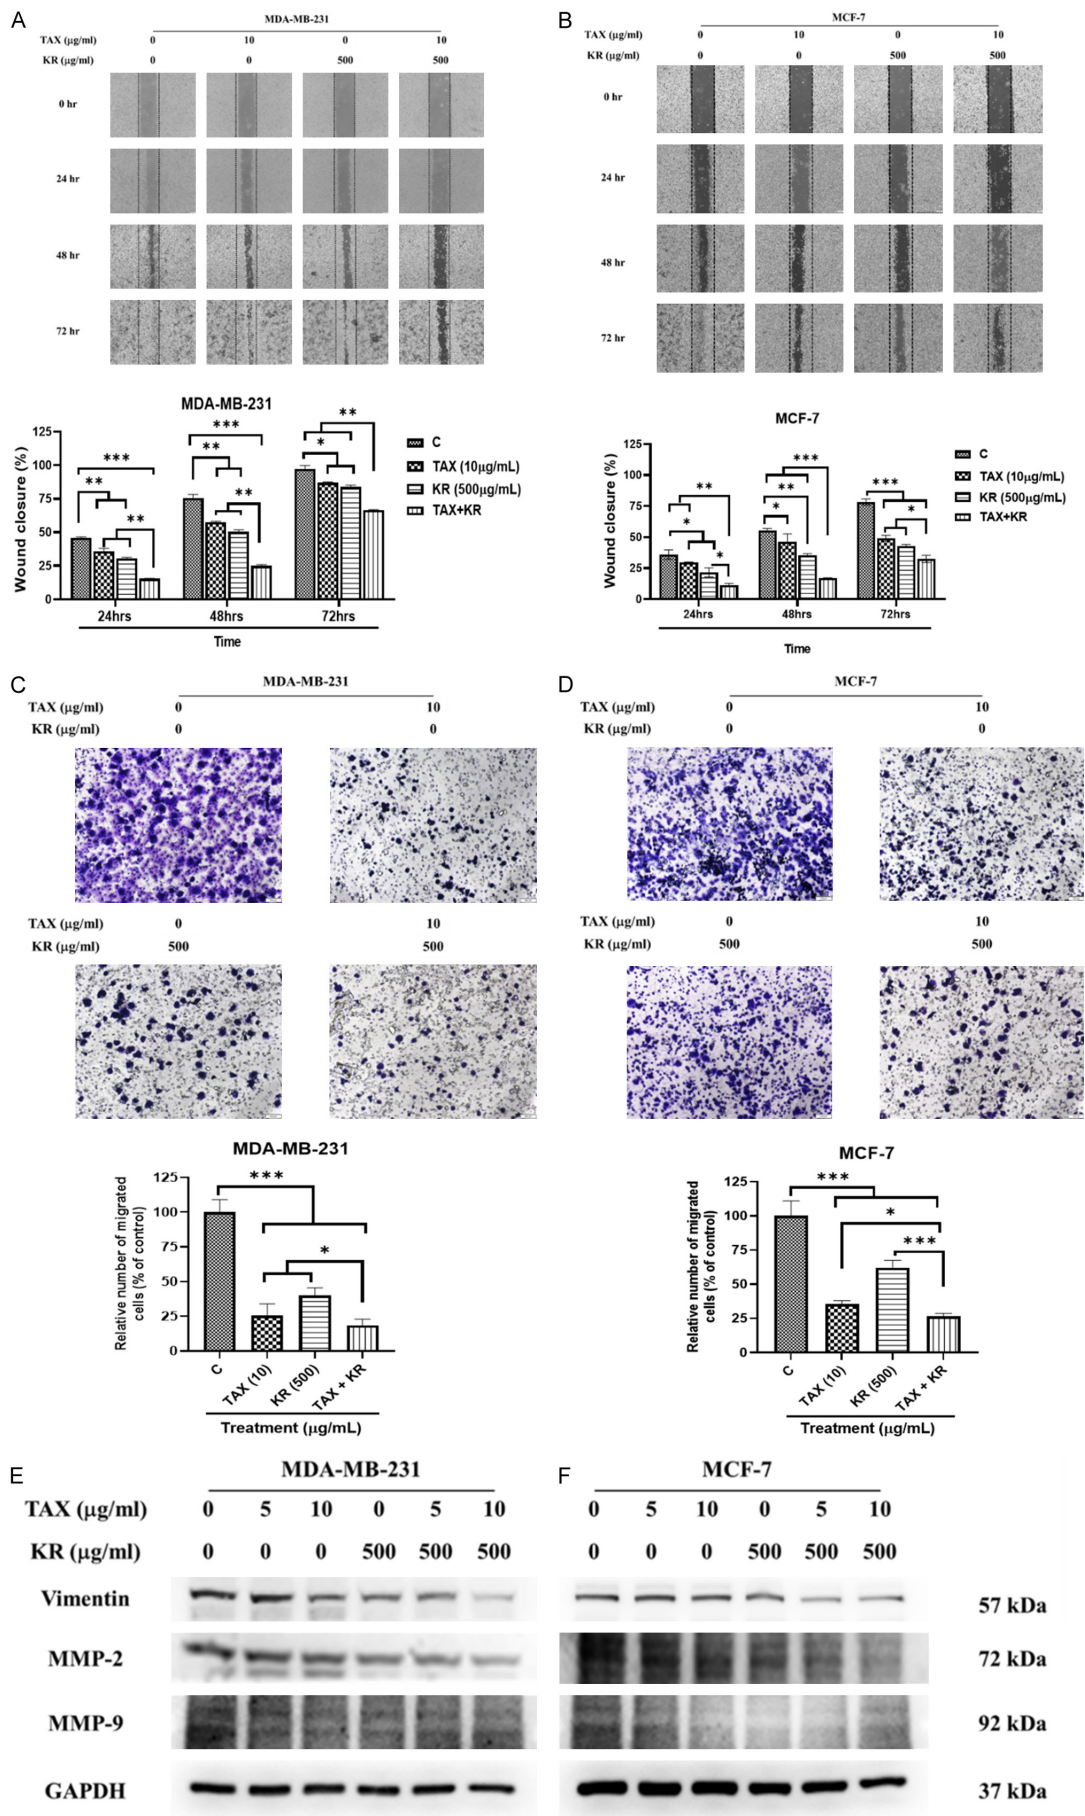 A
MDA-MB-231
TAX (μg/ml) 0 10 0 10
KR (μg/ml) 0 0 500 500
0 hr
24 hr
48 hr
72 hr
MDA-MB-231
Wound closure (%)
125
100
75
50
25
0
*** ** **
*** ** **
** *
C
TAX (10μg/mL)
KR (500μg/mL)
TAX+KR
24hrs 48hrs 72hrs
Time
B
MCF-7
TAX (μg/ml) 0 10 0 10
KR (μg/ml) 0 0 500 500
0 hr
24 hr
48 hr
72 hr
MCF-7
Wound closure (%)
125
100
75
50
25
0
** * *
*** ** *
*** * *
C
TAX (10μg/mL)
KR (500μg/mL)
TAX+KR
24hrs 48hrs 72hrs
Time
C
MDA-MB-231
TAX (μg/ml) 0 10
KR (μg/ml) 0 0
TAX (μg/ml) 0 10
KR (μg/ml) 500 500
MDA-MB-231
Relative number of migrated
cells (% of control)
125
100
75
50
25
0
***
*
C TAX (10) KR (500) TAX + KR
Treatment (μg/mL)
D
MCF-7
TAX (μg/ml) 0 10
KR (μg/ml) 0 0
TAX (μg/ml) 0 10
KR (μg/ml) 500 500
MCF-7
Relative number of migrated
cells (% of control)
125
100
75
50
25
0
***
*
***
C TAX (10) KR (500) TAX + KR
Treatment (μg/mL)
E
MDA-MB-231
F
MCF-7
TAX (μg/ml) 0 5 10 0 5 10 0 5 10 0 5 10
KR (μg/ml) 0 0 0 500 500 500 0 0 0 500 500 500
Vimentin 57 kDa
MMP-2 72 kDa
MMP-9 92 kDa
GAPDH 37 kDa